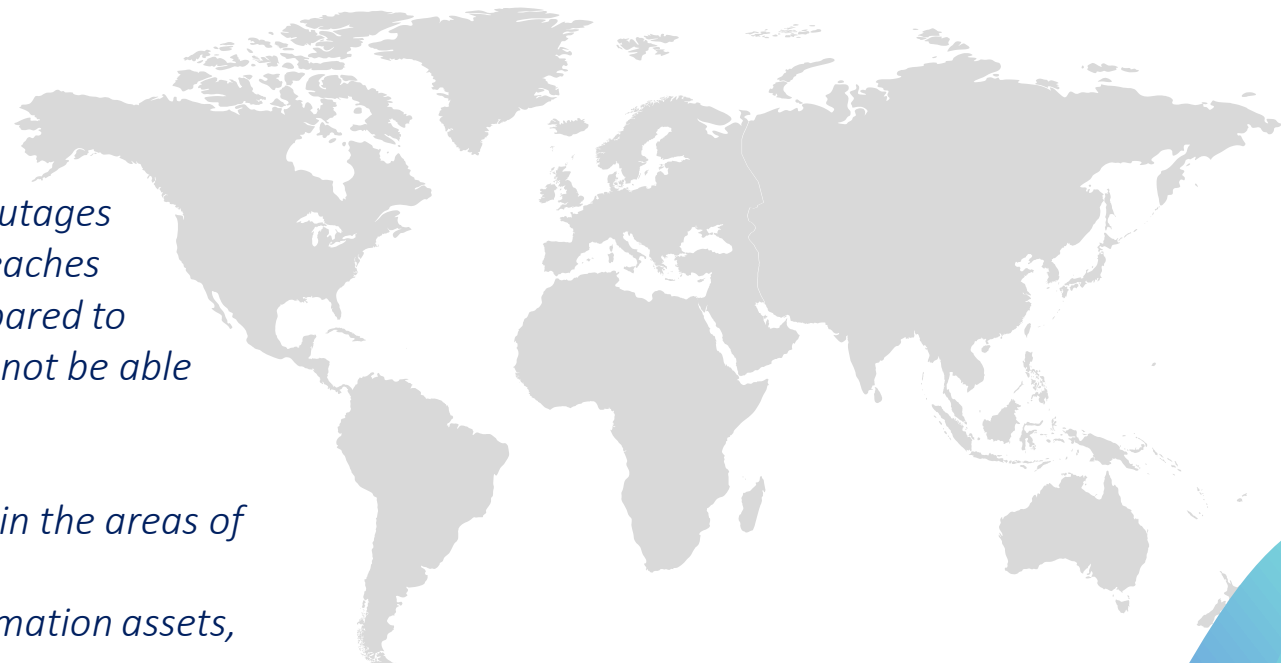 utages
eaches
pared to
not be able
in the areas of
mation assets,